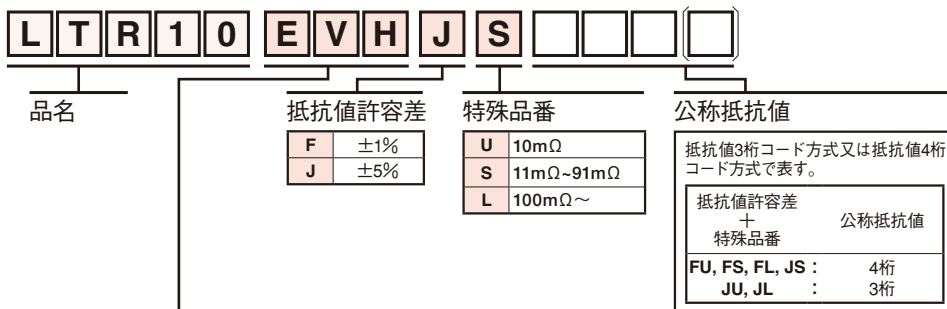 LTR10 EVH J S
品名
抵抗値許容差
F ±1%
J ±5%
特殊品番
U 10mΩ
S 11mΩ~91mΩ
L 100mΩ～
公称抵抗値
抵抗値3桁コード方式又は抵抗値4桁
コード方式で表す。
抵抗値許容差
＋
特殊品番
公称抵抗値
FU, FS, FL, JS : 4桁
JU, JL : 3桁